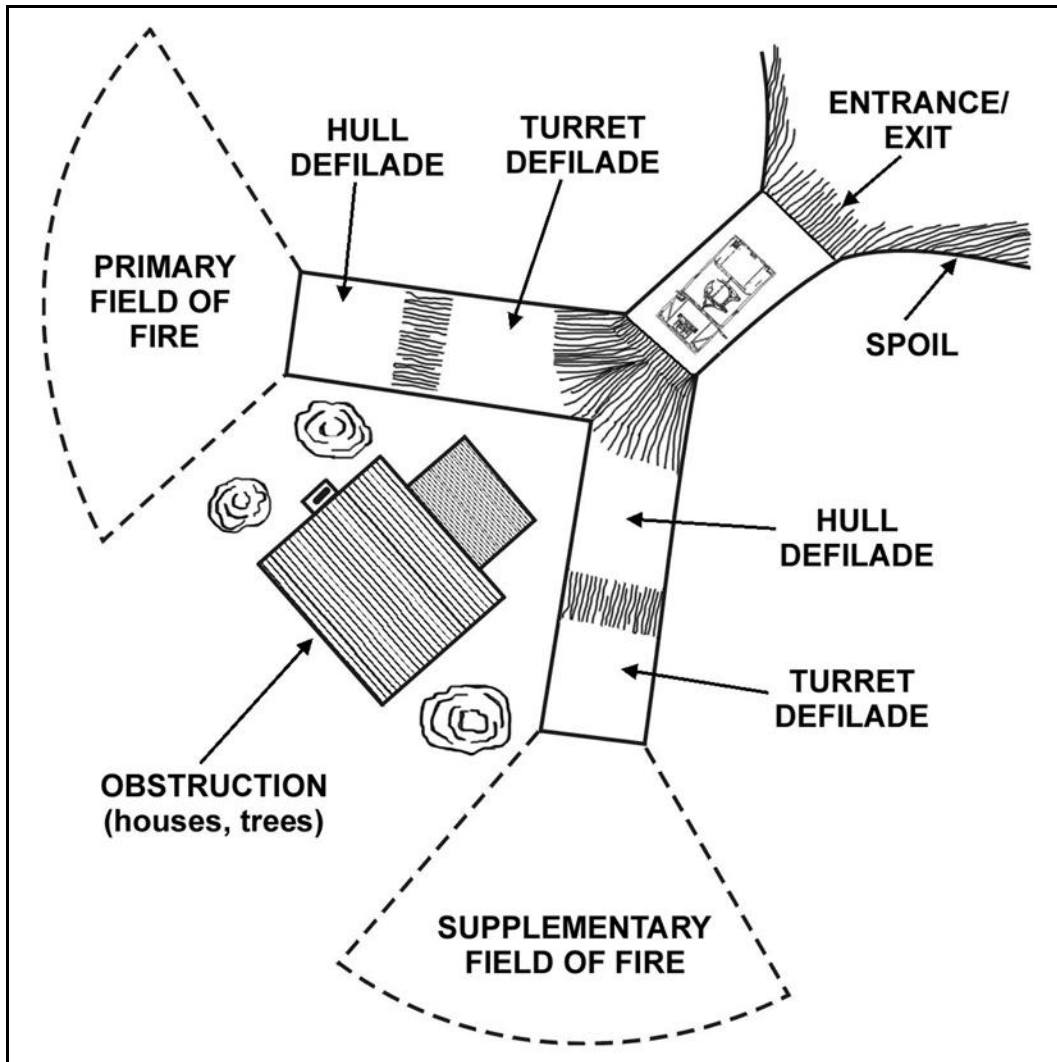 HULL
DEFILADE
TURRET
DEFILADE
ENTRANCE/
EXIT
PRIMARY
FIELD OF
FIRE
SPOIL
HULL
DEFILADE
TURRET
DEFILADE
OBSTRUCTION
(houses, trees)
SUPPLEMENTARY
FIELD OF FIRE